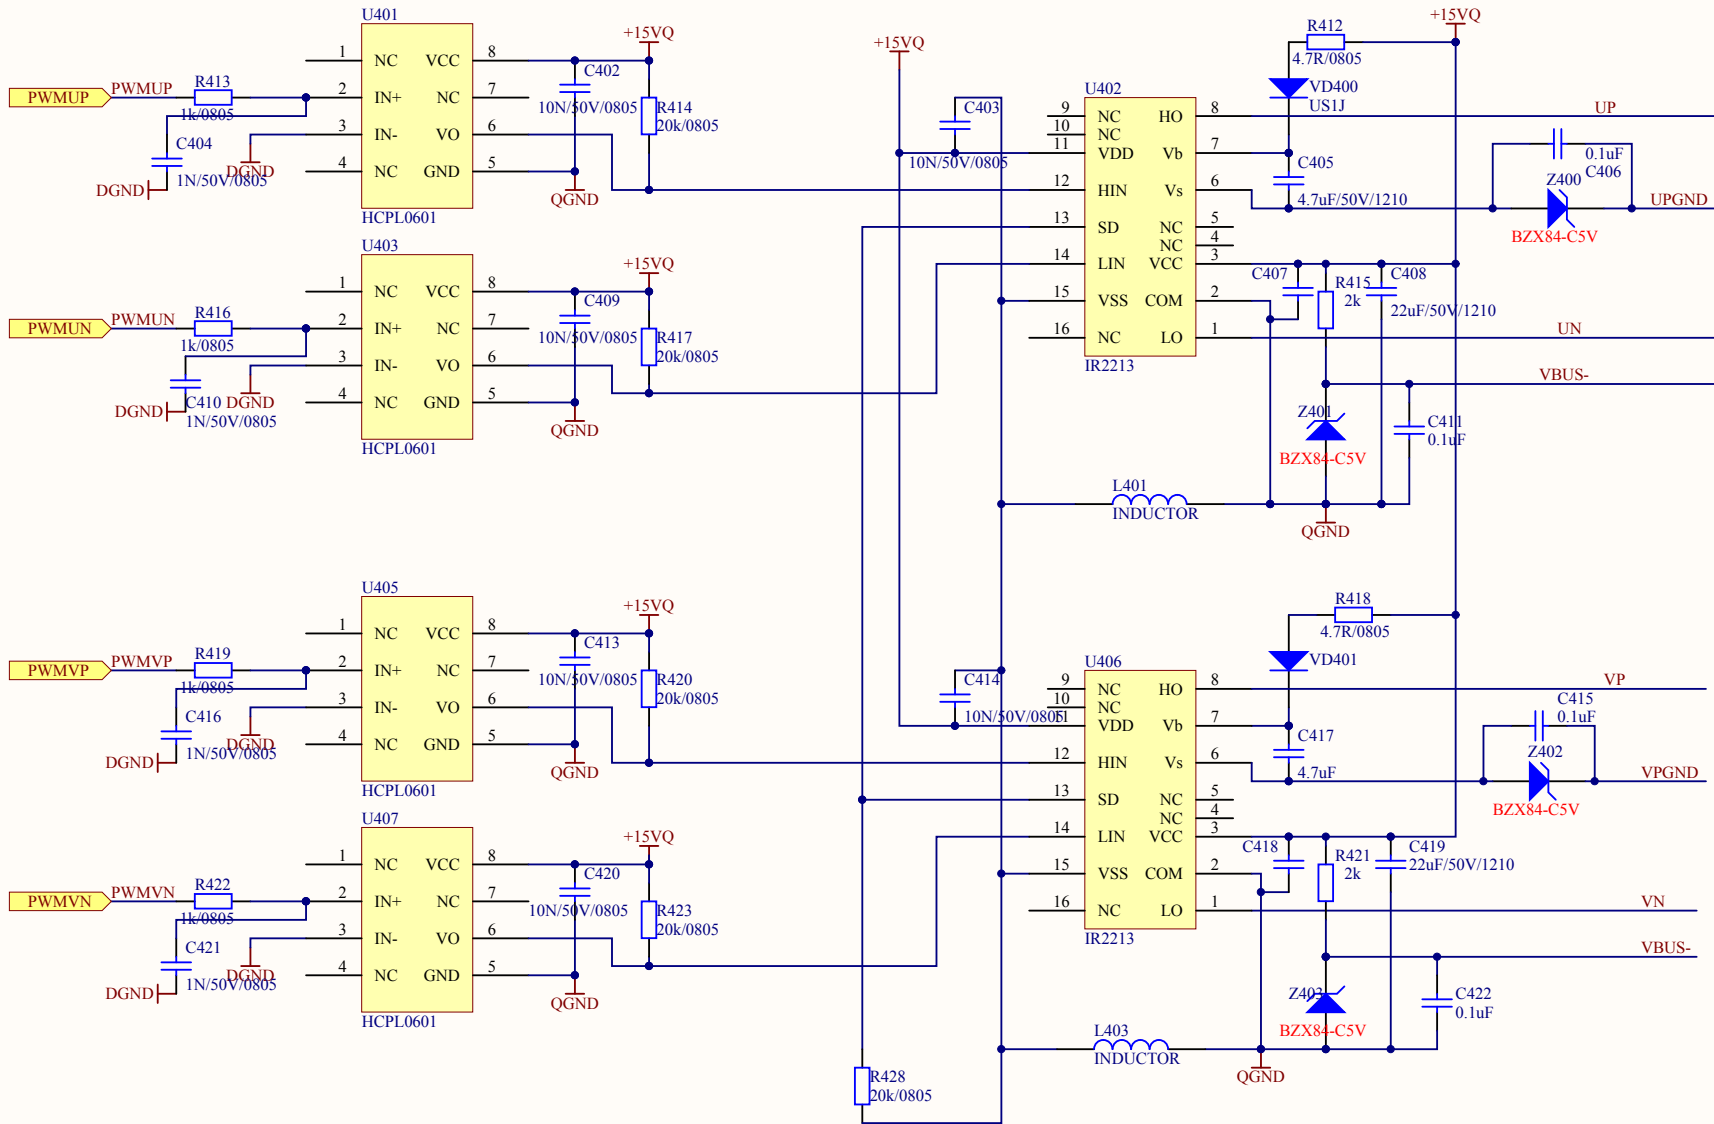 U401
1 NC VCC 8
2 IN+ NC 7
3 IN- VO 6
4 NC GND 5
HCPL0601
PWMUP PWMUP
R413
1k/0805
C404
1N/50V/0805
DGND
DGND
+15VQ
C402
10N/50V/0805
R414
20k/0805
QGND
U403
1 NC VCC 8
2 IN+ NC 7
3 IN- VO 6
4 NC GND 5
HCPL0601
PWMUN PWMUN
R416
1k/0805
C410
1N/50V/0805
DGND
DGND
+15VQ
C409
10N/50V/0805
R417
20k/0805
QGND
U405
1 NC VCC 8
2 IN+ NC 7
3 IN- VO 6
4 NC GND 5
HCPL0601
PWMVP PWMVP
R419
1k/0805
C416
1N/50V/0805
DGND
DGND
+15VQ
C413
10N/50V/0805
R420
20k/0805
QGND
U407
1 NC VCC 8
2 IN+ NC 7
3 IN- VO 6
4 NC GND 5
HCPL0601
PWMVN PWMVN
R422
1k/0805
C421
1N/50V/0805
DGND
DGND
+15VQ
C420
10N/50V/0805
R423
20k/0805
QGND
+15VQ
C403
10N/50V/0805
U402
9 NC HO 8
10 NC
11 VDD Vb 7
12 HIN Vs 6
13 SD NC 5
NC 4
14 LIN VCC 3
15 VSS COM 2
16 NC LO 1
IR2213
+15VQ
R412
4.7R/0805
VD400
US1J
UP
C405
4.7uF/50V/1210
0.1uF
C406
Z400
BZX84-C5V
UPGND
C407
R415
2k
C408
22uF/50V/1210
UN
VBUS-
Z401
BZX84-C5V
C411
0.1uF
L401
INDUCTOR
QGND
C414
10N/50V/0805
U406
9 NC HO 8
10 NC
11 VDD Vb 7
12 HIN Vs 6
13 SD NC 5
NC 4
14 LIN VCC 3
15 VSS COM 2
16 NC LO 1
IR2213
R418
4.7R/0805
VD401
VP
C417
4.7uF
C415
0.1uF
Z402
BZX84-C5V
VPGND
C418
R421
2k
C419
22uF/50V/1210
VN
VBUS-
Z403
BZX84-C5V
C422
0.1uF
L403
INDUCTOR
QGND
R428
20k/0805